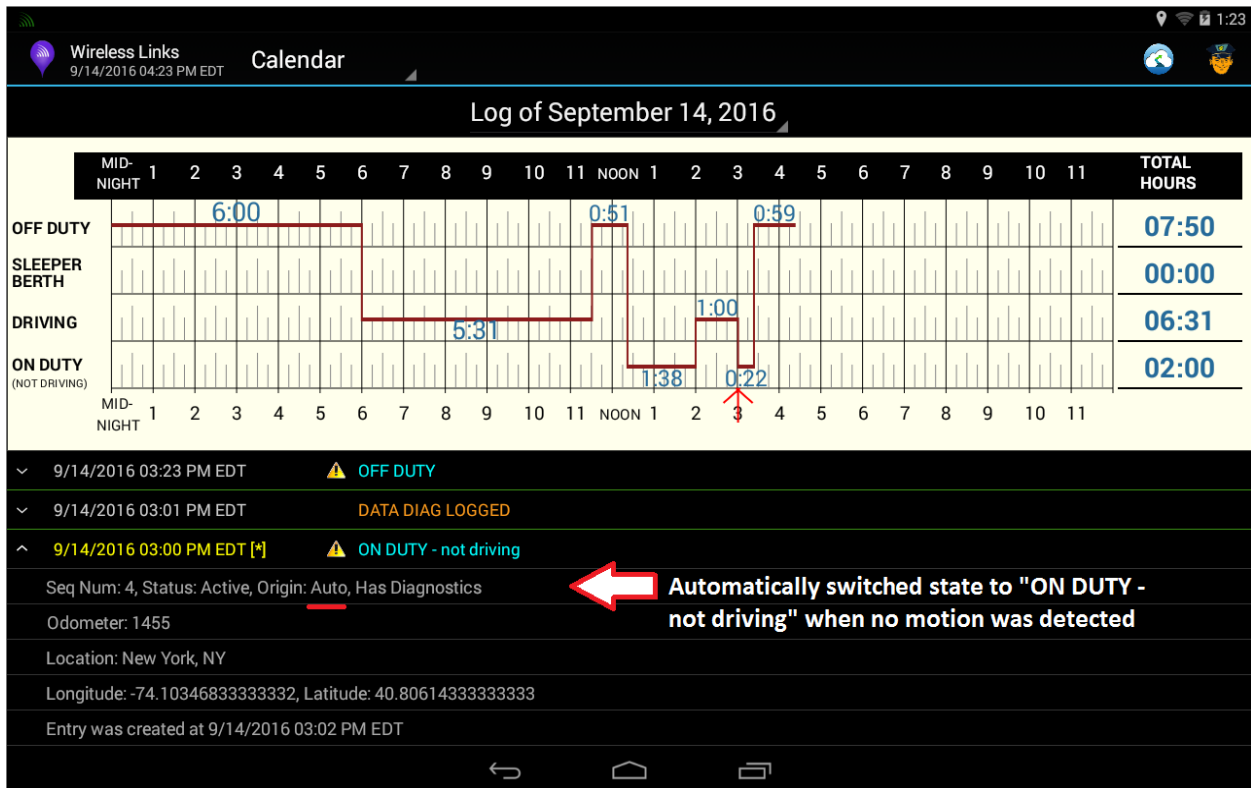 1:23
Wireless Links
9/14/2016 04:23 PM EDT
Calendar
Log of September 14, 2016
MID-NIGHT 1 2 3 4 5 6 7 8 9 10 11 NOON 1 2 3 4 5 6 7 8 9 10 11 TOTAL HOURS
6:00 0:51 0:59
OFF DUTY 07:50
SLEEPER BERTH 00:00
1:00
DRIVING 06:31
5:31
ON DUTY 02:00
(NOT DRIVING)
1:38 0:22
MID-NIGHT 1 2 3 4 5 6 7 8 9 10 11 NOON 1 2 3 4 5 6 7 8 9 10 11
9/14/2016 03:23 PM EDT OFF DUTY
9/14/2016 03:01 PM EDT DATA DIAG LOGGED
9/14/2016 03:00 PM EDT [*] ON DUTY - not driving
Seq Num: 4, Status: Active, Origin: Auto, Has Diagnostics
Automatically switched state to "ON DUTY -
not driving" when no motion was detected
Odometer: 1455
Location: New York, NY
Longitude: -74.10346833333332, Latitude: 40.80614333333333
Entry was created at 9/14/2016 03:02 PM EDT